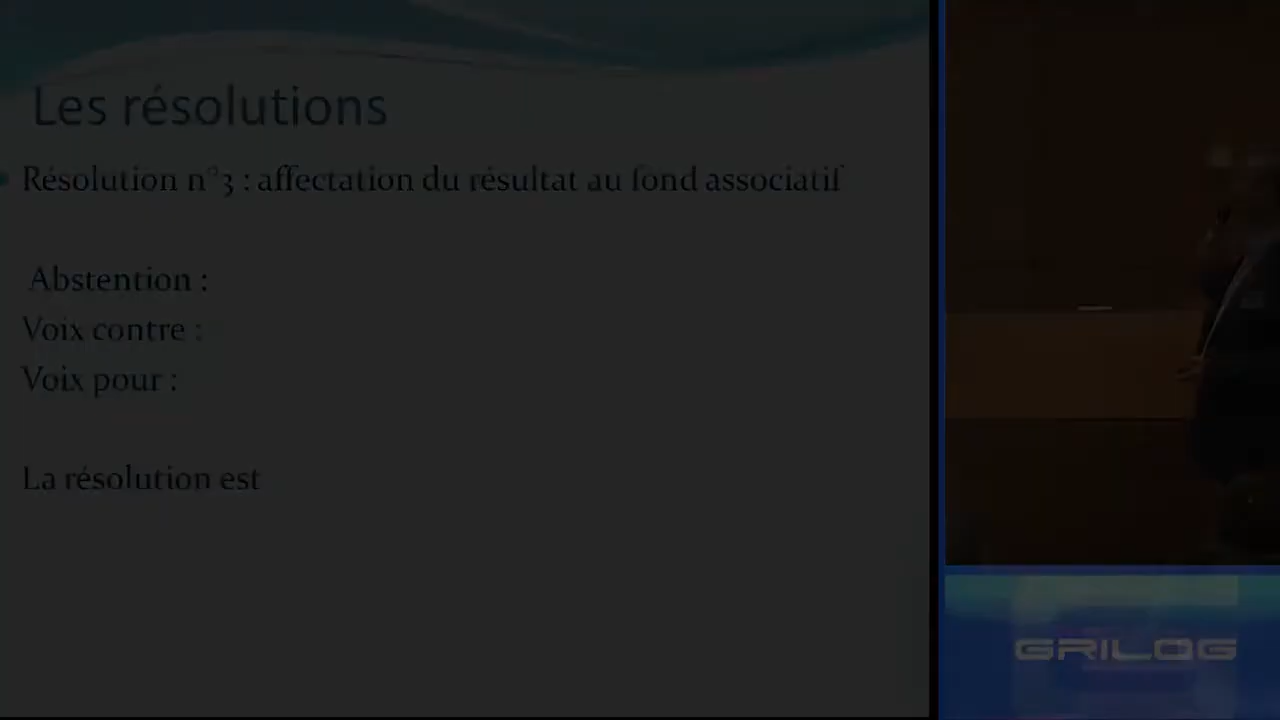 Les résolutions
Résolution n°3 : affectation du résultat au fond associatif
Abstention :
Voix contre :
Voix pour :
La résolution est
GRILOG